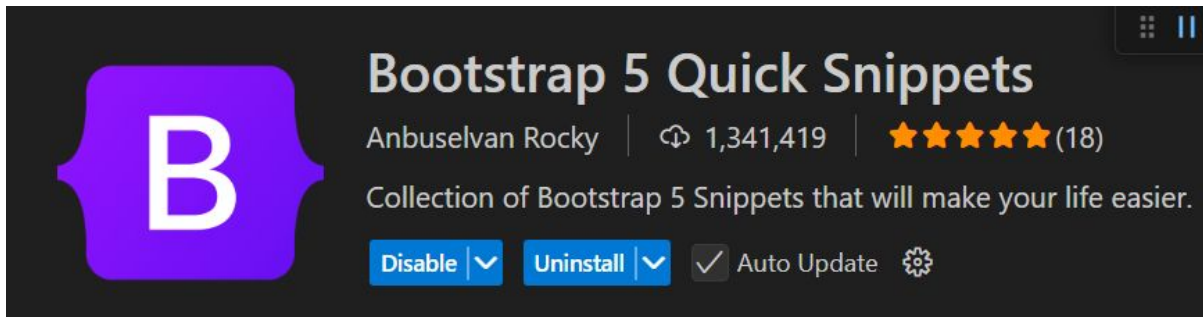 B
Bootstrap 5 Quick Snippets
Anbuselvan Rocky 1,341,419 (18)
Collection of Bootstrap 5 Snippets that will make your life easier.
Disable Uninstall Auto Update